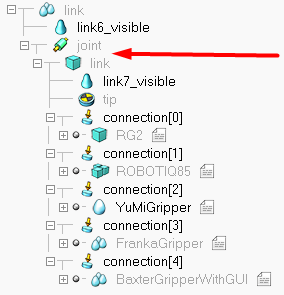 link
link6_visible
joint
link
link7_visible
tip
connection[0]
RG2
connection[1]
ROBOTIQ85
connection[2]
YuMiGripper
connection[3]
FrankaGripper
connection[4]
BaxterGripperWithGUI